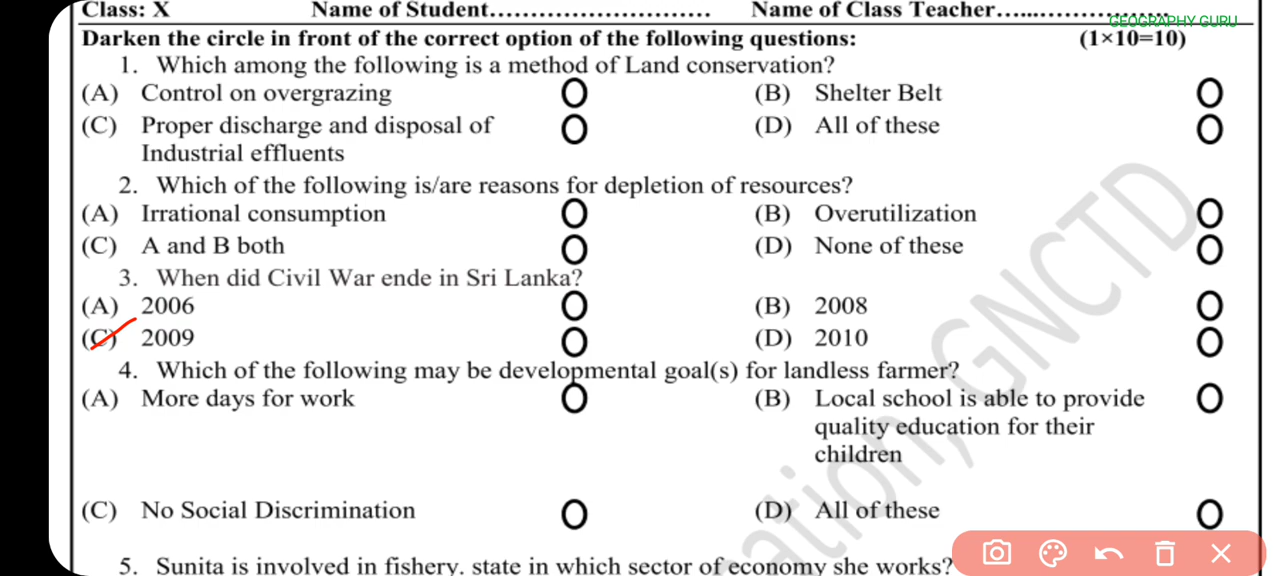 Class: X Name of Student............................ Name of Class Teacher.........................
GEOGRAPHY GURU
Darken the circle in front of the correct option of the following questions: (1×10=10)
1. Which among the following is a method of Land conservation?
(A) Control on overgrazing O (B) Shelter Belt O
(C) Proper discharge and disposal of O (D) All of these O
Industrial effluents
2. Which of the following is/are reasons for depletion of resources?
(A) Irrational consumption O (B) Overutilization O
(C) A and B both O (D) None of these O
3. When did Civil War ende in Sri Lanka?
(A) 2006 O (B) 2008 O
(C) 2009 O (D) 2010 O
4. Which of the following may be developmental goal(s) for landless farmer?
(A) More days for work O (B) Local school is able to provide O
quality education for their
children
(C) No Social Discrimination O (D) All of these O
5. Sunita is involved in fishery. state in which sector of economy she works?
ation, GNCTD